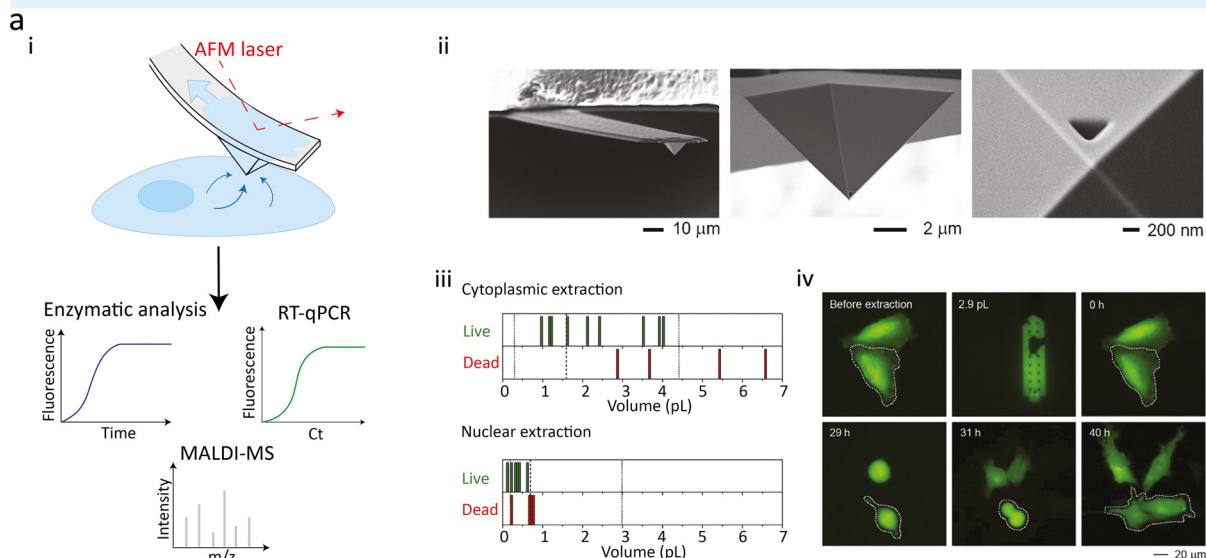 a
i
AFM laser
Enzymatic analysis
Fluorescence
Time
RT-qPCR
Fluorescence
Ct
MALDI-MS
Intensity
m/z
ii
10 µm
2 µm
200 nm
iii
Cytoplasmic extraction
Live
Dead
0 1 2 3 4 5 6 7
Volume (pL)
Nuclear extraction
Live
Dead
0 1 2 3 4 5 6 7
Volume (pL)
iv
Before extraction
2.9 pL
0 h
29 h
31 h
40 h
20 µm